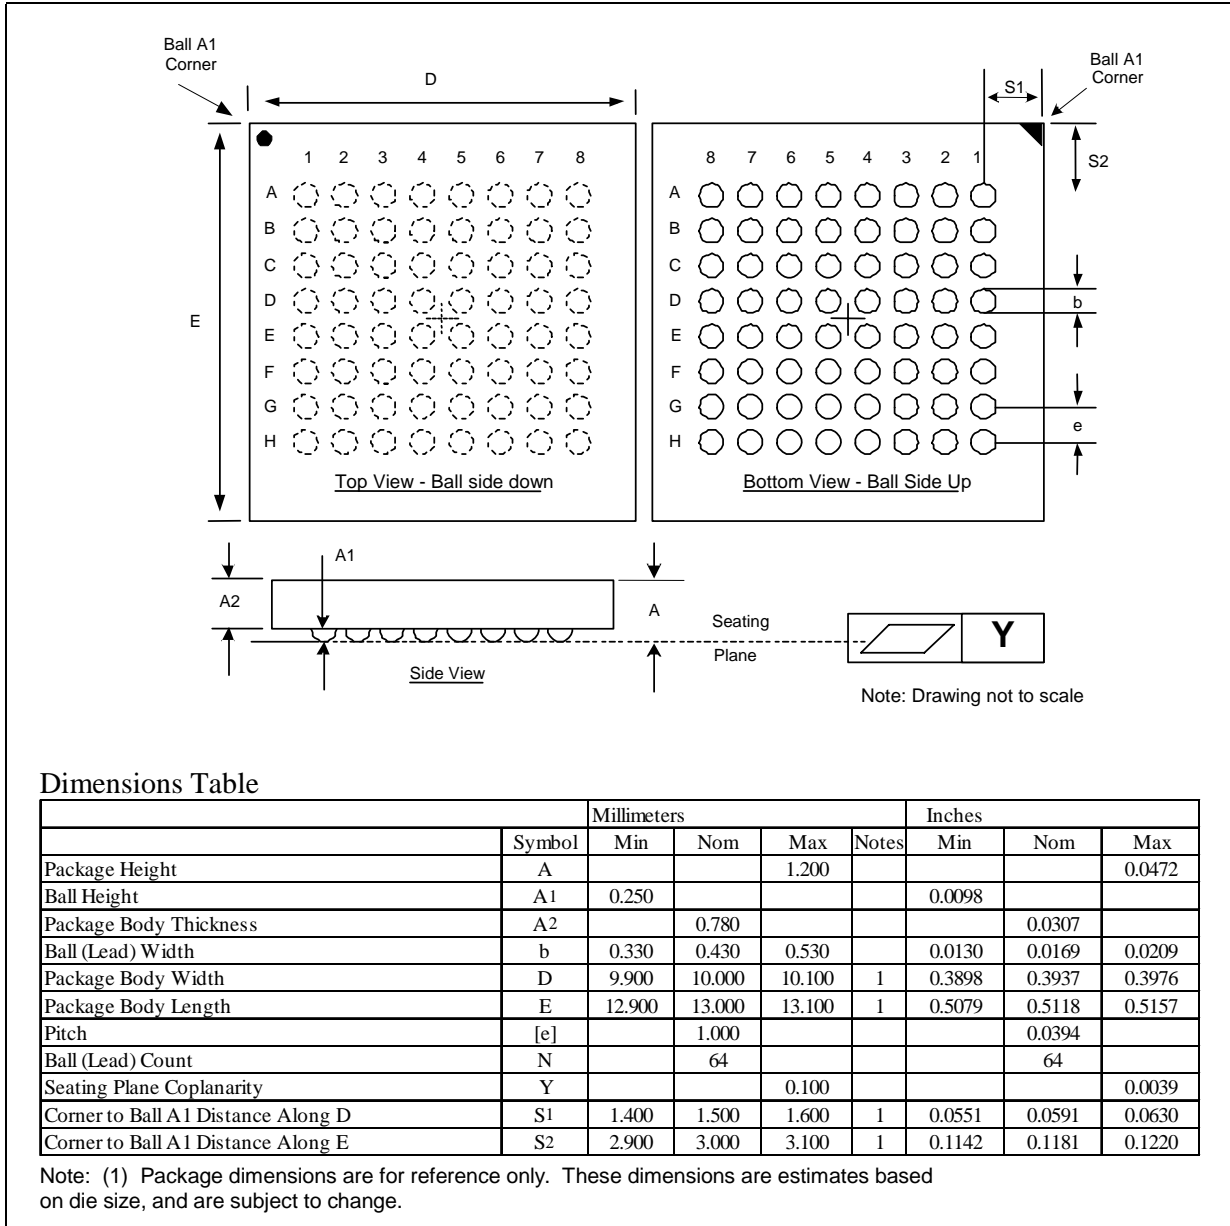 Ball A1
Corner
D
S1
Ball A1
Corner
S2
1 2 3 4 5 6 7 8
8 7 6 5 4 3 2 1
A
B
C
D
E
F
G
H
E
A
B
C
D
E
F
G
H
b
e
Top View - Ball side down
Bottom View - Ball Side Up
A1
A2
A
Seating
Plane
Y
Side View
Note: Drawing not to scale
Dimensions Table
Millimeters Inches
Symbol Min Nom Max Notes Min Nom Max
Package Height A 1.200 0.0472
Ball Height A1 0.250 0.0098
Package Body Thickness A2 0.780 0.0307
Ball (Lead) Width b 0.330 0.430 0.530 0.0130 0.0169 0.0209
Package Body Width D 9.900 10.000 10.100 1 0.3898 0.3937 0.3976
Package Body Length E 12.900 13.000 13.100 1 0.5079 0.5118 0.5157
Pitch [e] 1.000 0.0394
Ball (Lead) Count N 64 64
Seating Plane Coplanarity Y 0.100 0.0039
Corner to Ball A1 Distance Along D S1 1.400 1.500 1.600 1 0.0551 0.0591 0.0630
Corner to Ball A1 Distance Along E S2 2.900 3.000 3.100 1 0.1142 0.1181 0.1220
Note: (1) Package dimensions are for reference only. These dimensions are estimates based
on die size, and are subject to change.